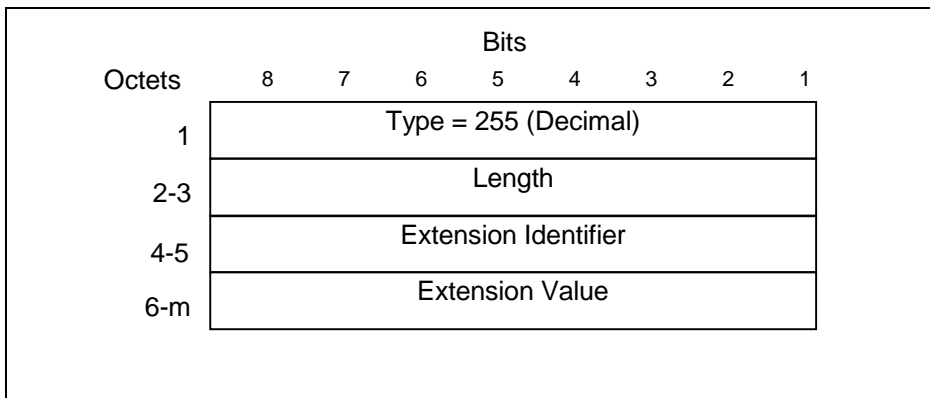 Bits
Octets 8 7 6 5 4 3 2 1
1 Type = 255 (Decimal)
2-3 Length
4-5 Extension Identifier
6-m Extension Value